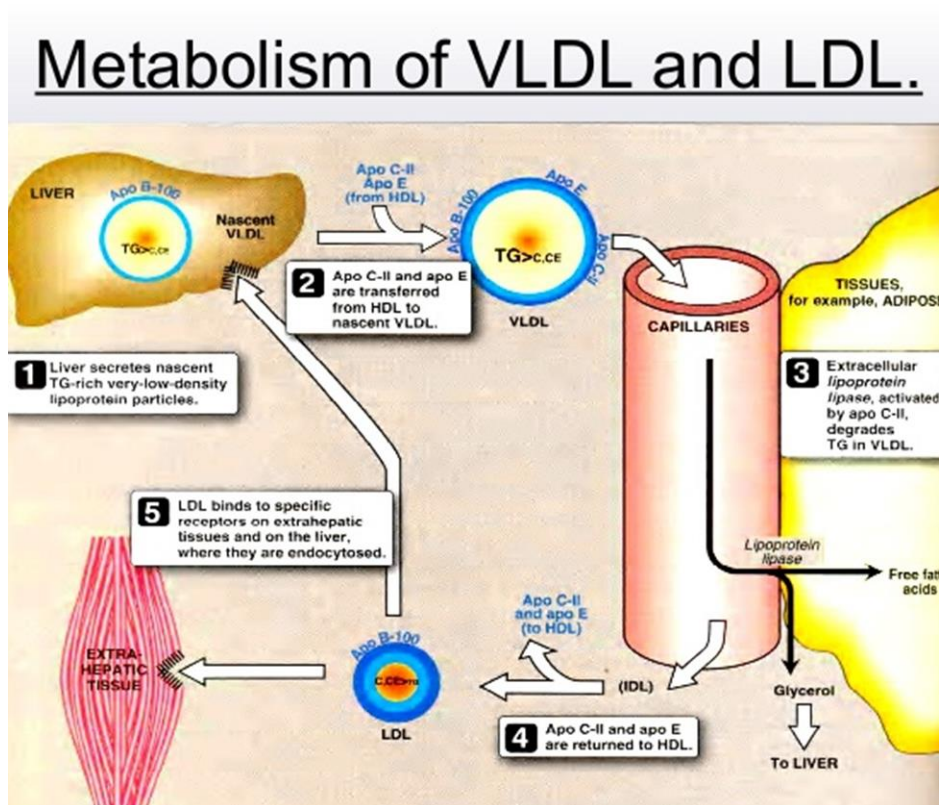 Metabolism of VLDL and LDL.
LIVER
Apo B-100
TG>C,CE
Nascent
VLDL
Apo C-II
Apo E
(from HDL)
2 Apo C-II and apo E
are transferred
from HDL to
nascent VLDL.
Apo B-100
Apo E
Apo C-II
TG>C,CE
VLDL
CAPILLARIES
TISSUES,
for example, ADIPOS
1 Liver secretes nascent
TG-rich very-low-density
lipoprotein particles.
3 Extracellular
lipoprotein
lipase, activated
by apo C-II,
degrades
TG in VLDL.
5 LDL binds to specific
receptors on extrahepatic
tissues and on the liver,
where they are endocytosed.
Lipoprotein
lipase
Free fat
acids
Apo C-II
and apo E
(to HDL)
EXTRA-
HEPATIC
TISSUE
Apo B-100
C,CE>TG
LDL
(IDL)
Glycerol
4 Apo C-II and apo E
are returned to HDL.
To LIVER